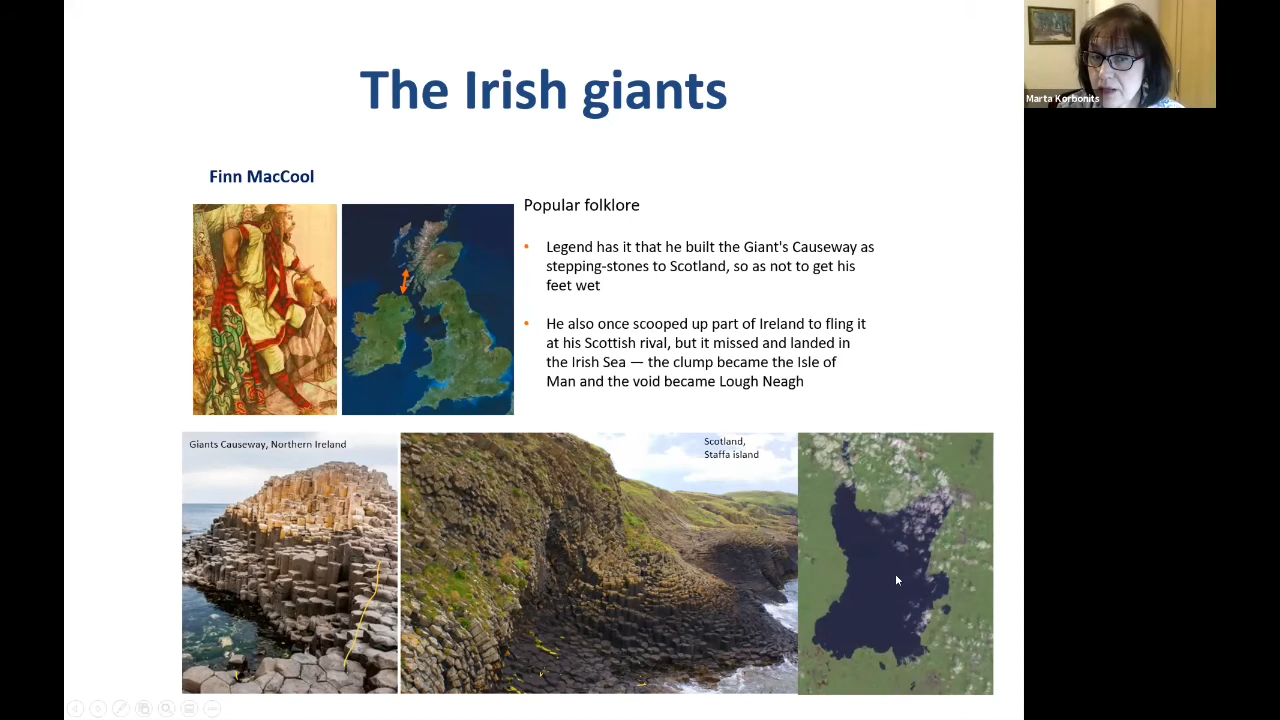 The Irish giants
Marta Korbonits
Finn MacCool
Popular folklore
• Legend has it that he built the Giant's Causeway as
stepping-stones to Scotland, so as not to get his
feet wet
• He also once scooped up part of Ireland to fling it
at his Scottish rival, but it missed and landed in
the Irish Sea — the clump became the Isle of
Man and the void became Lough Neagh
Giants Causeway, Northern Ireland
Scotland,
Staffa island